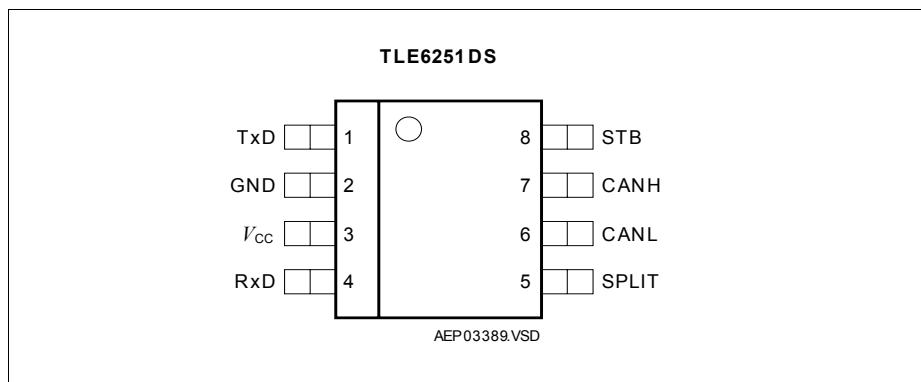 TLE6251DS
TxD 1 8 STB
GND 2 7 CANH
VCC 3 6 CANL
RxD 4 5 SPLIT
AEP03389.VSD